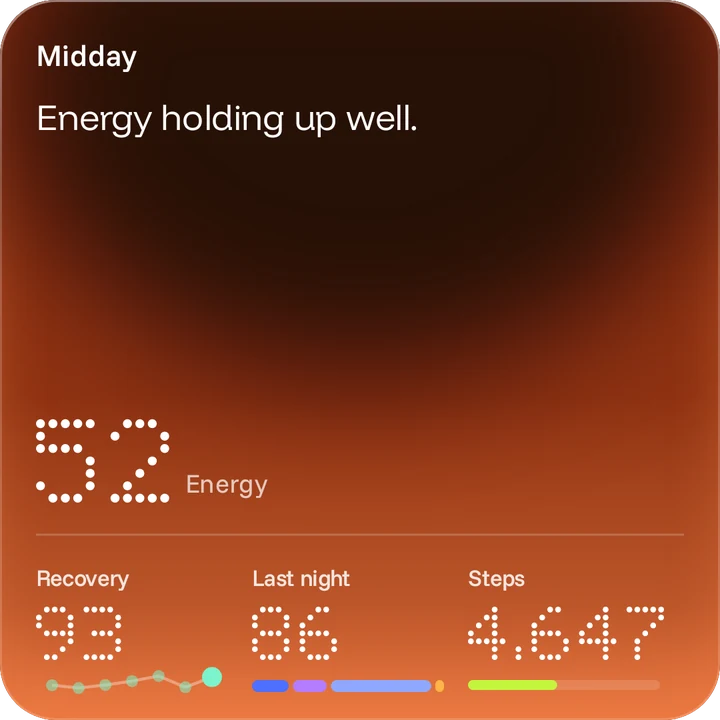 Midday
Energy holding up well.
52 Energy
Recovery Last night Steps
93 86 4,647